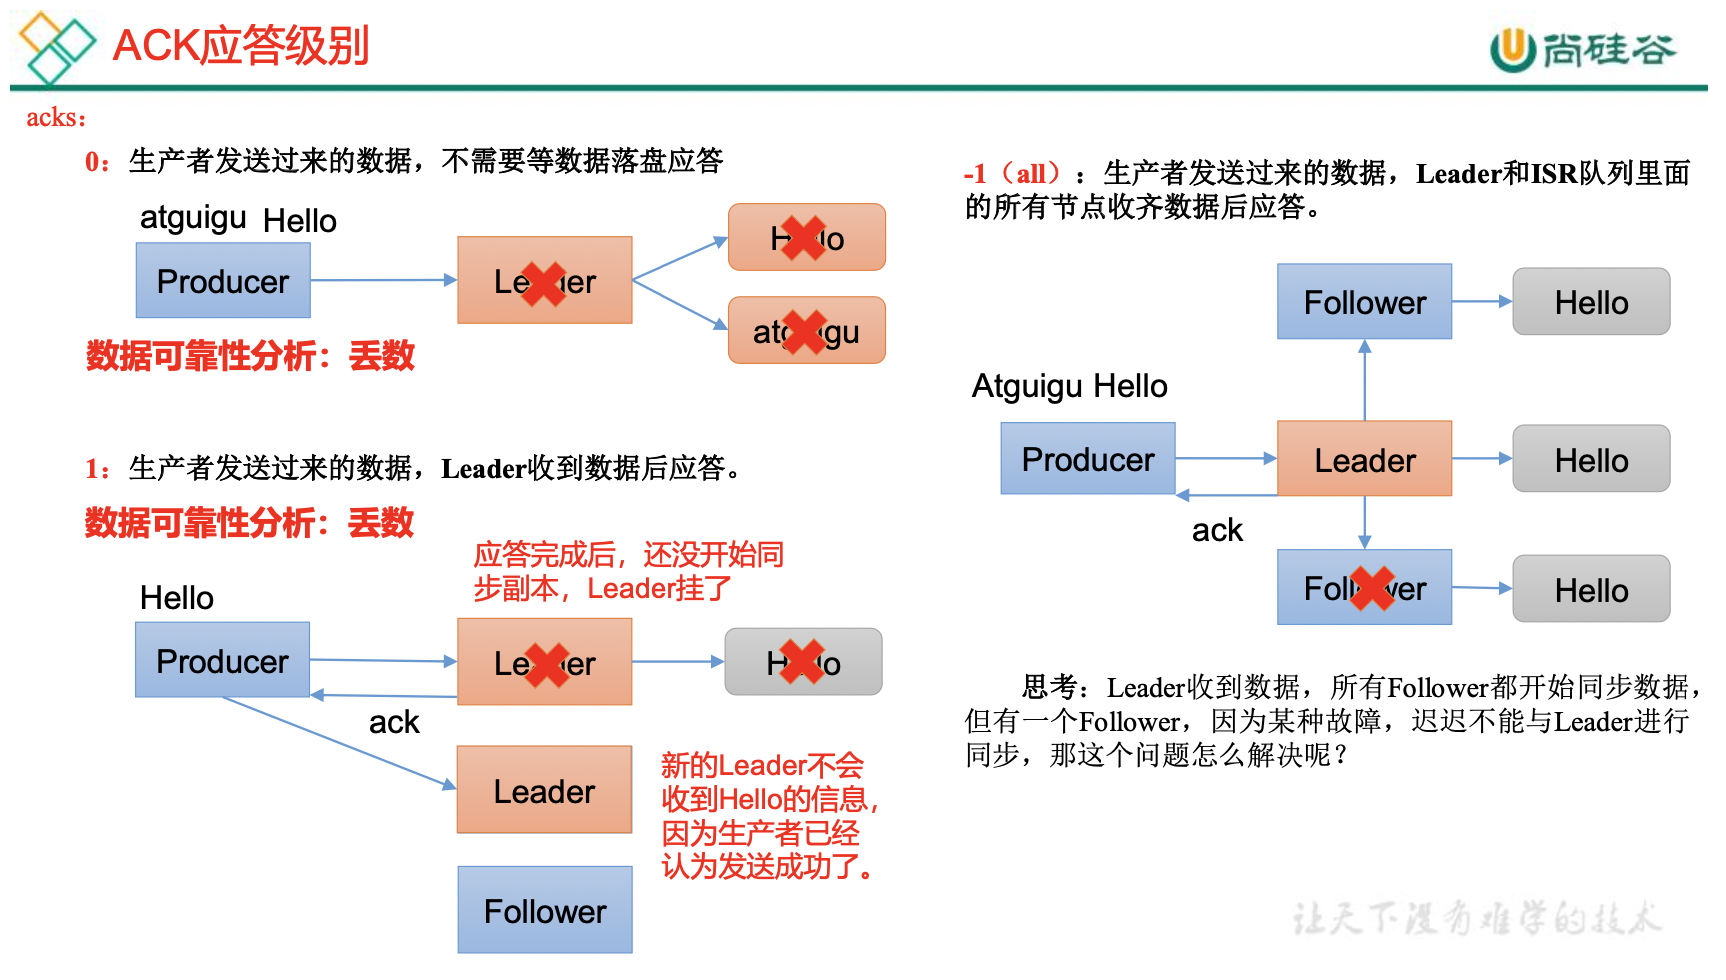 ACK应答级别
尚硅谷
acks：
0：生产者发送过来的数据，不需要等数据落盘应答
atguigu Hello
Producer
Leader
Hello
atguigu
数据可靠性分析：丢数
1：生产者发送过来的数据，Leader收到数据后应答。
数据可靠性分析：丢数
应答完成后，还没开始同
步副本，Leader挂了
Hello
Producer
Leader
Hello
ack
Leader
新的Leader不会
收到Hello的信息，
因为生产者已经
认为发送成功了。
Follower
-1（all）：生产者发送过来的数据，Leader和ISR队列里面
的所有节点收齐数据后应答。
Follower
Hello
Atguigu Hello
Producer
Leader
Hello
ack
Follower
Hello
思考：Leader收到数据，所有Follower都开始同步数据，
但有一个Follower，因为某种故障，迟迟不能与Leader进行
同步，那这个问题怎么解决呢？
让天下没有难学的技术